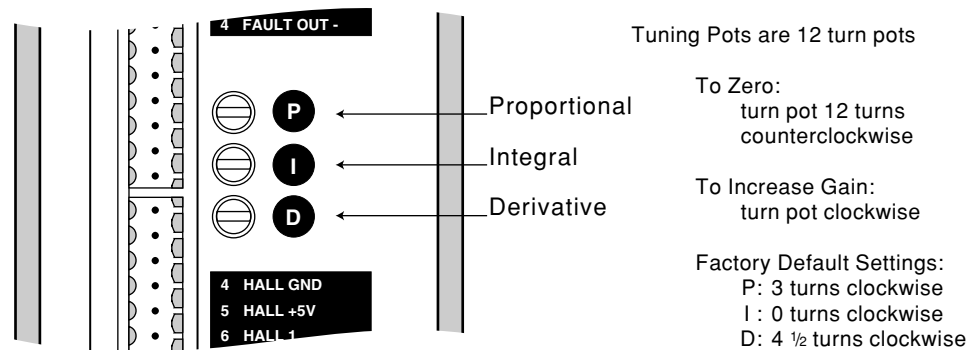 4 FAULT OUT -
P
Proportional
I
Integral
D
Derivative
4 HALL GND
5 HALL +5V
6 HALL 1
Tuning Pots are 12 turn pots
To Zero:
turn pot 12 turns
counterclockwise
To Increase Gain:
turn pot clockwise
Factory Default Settings:
P: 3 turns clockwise
I : 0 turns clockwise
D: 4 ½ turns clockwise